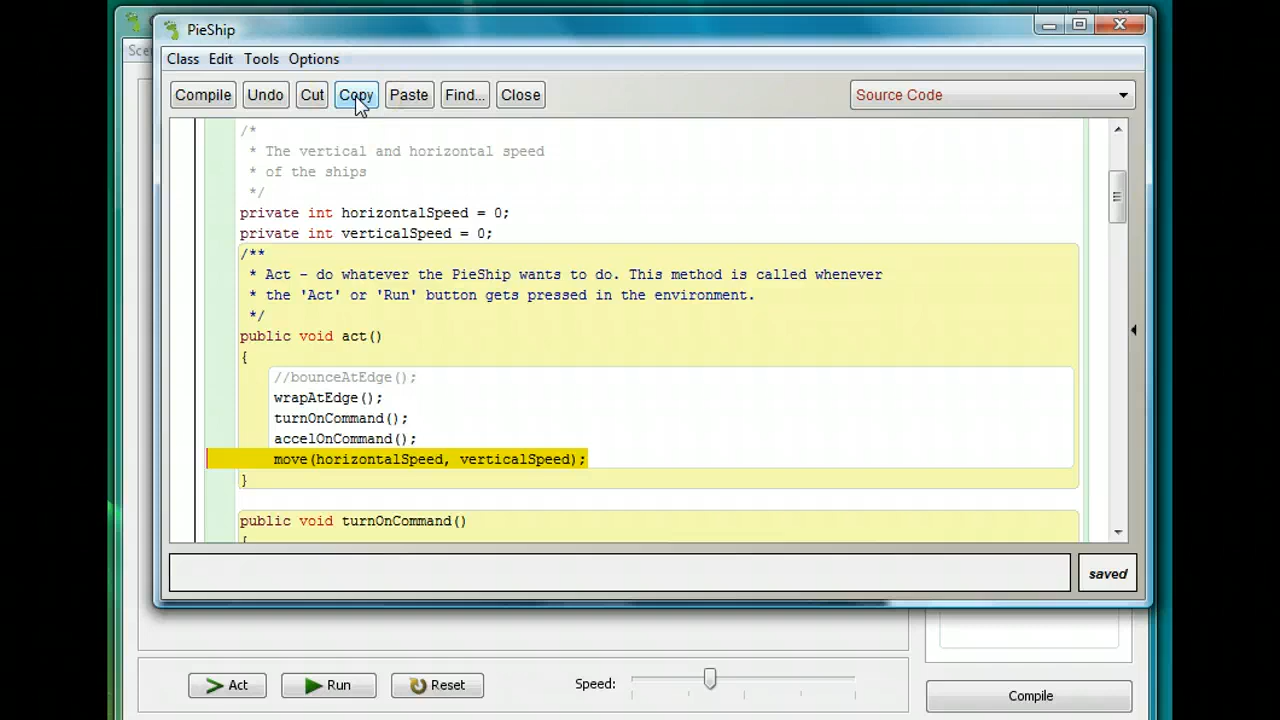 PieShip
Sce
Class Edit Tools Options
Compile Undo Cut Copy Paste Find... Close Source Code
/*
* The vertical and horizontal speed
* of the ships
*/
private int horizontalSpeed = 0;
private int verticalSpeed = 0;
/**
* Act - do whatever the PieShip wants to do. This method is called whenever
* the 'Act' or 'Run' button gets pressed in the environment.
*/
public void act()
{
//bounceAtEdge();
wrapAtEdge();
turnOnCommand();
accelOnCommand();
move(horizontalSpeed, verticalSpeed);
}
public void turnOnCommand()
{
saved
Act Run Reset Speed: Compile